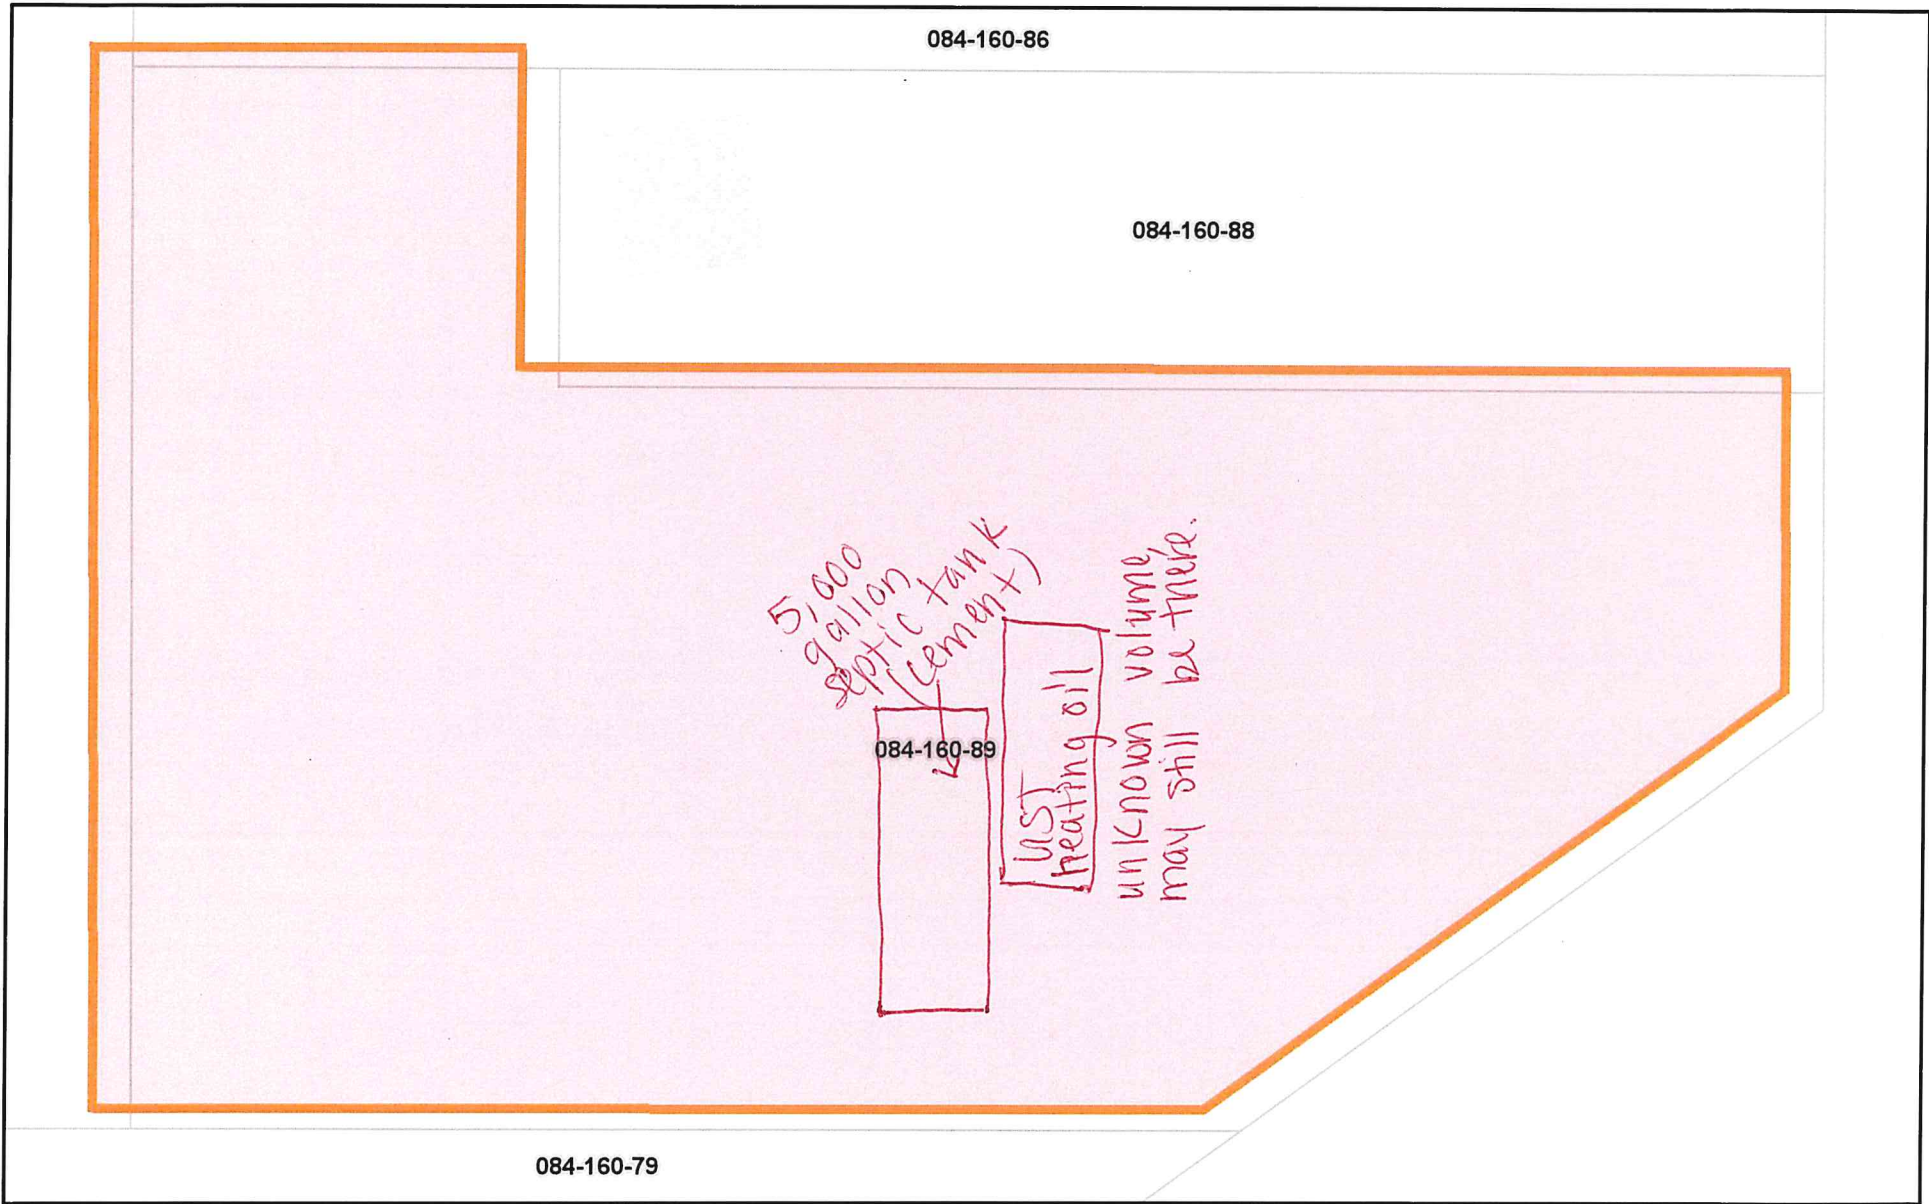 084-160-86
084-160-88
5,000
gallon
septic tank
(cement)
084-160-89
UST
heating oil
unknown volume,
may still be there.
084-160-79